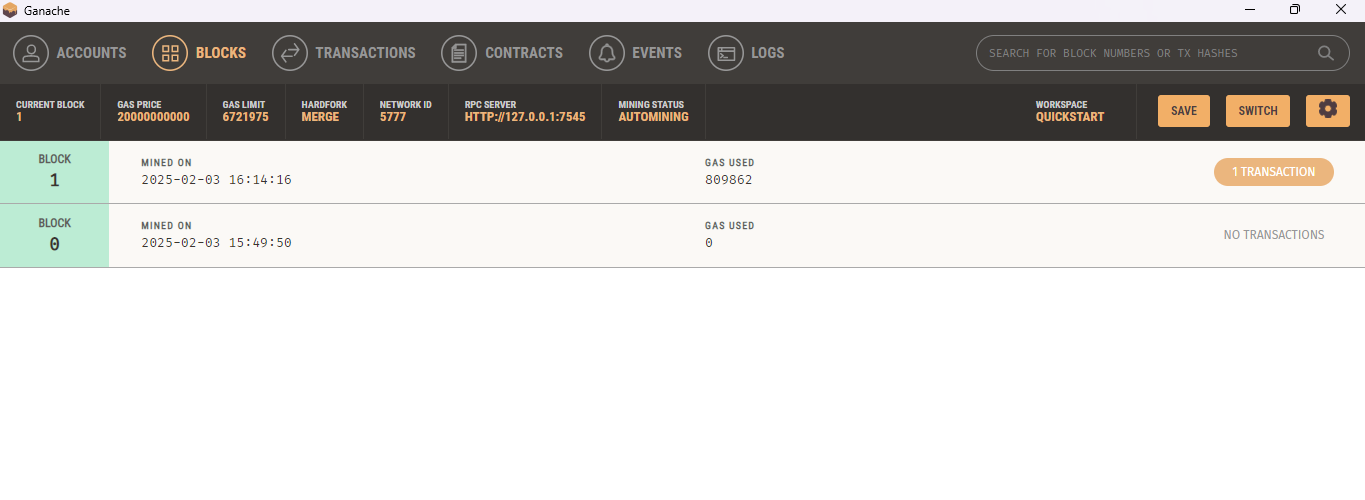 Ganache
ACCOUNTS BLOCKS TRANSACTIONS CONTRACTS EVENTS LOGS SEARCH FOR BLOCK NUMBERS OR TX HASHES
CURRENT BLOCK GAS PRICE GAS LIMIT HARDFORK NETWORK ID RPC SERVER MINING STATUS WORKSPACE
1 20000000000 6721975 MERGE 5777 HTTP://127.0.0.1:7545 AUTOMINING QUICKSTART SAVE SWITCH
BLOCK MINED ON GAS USED
1 2025-02-03 16:14:16 809862 1 TRANSACTION
BLOCK MINED ON GAS USED
0 2025-02-03 15:49:50 0 NO TRANSACTIONS